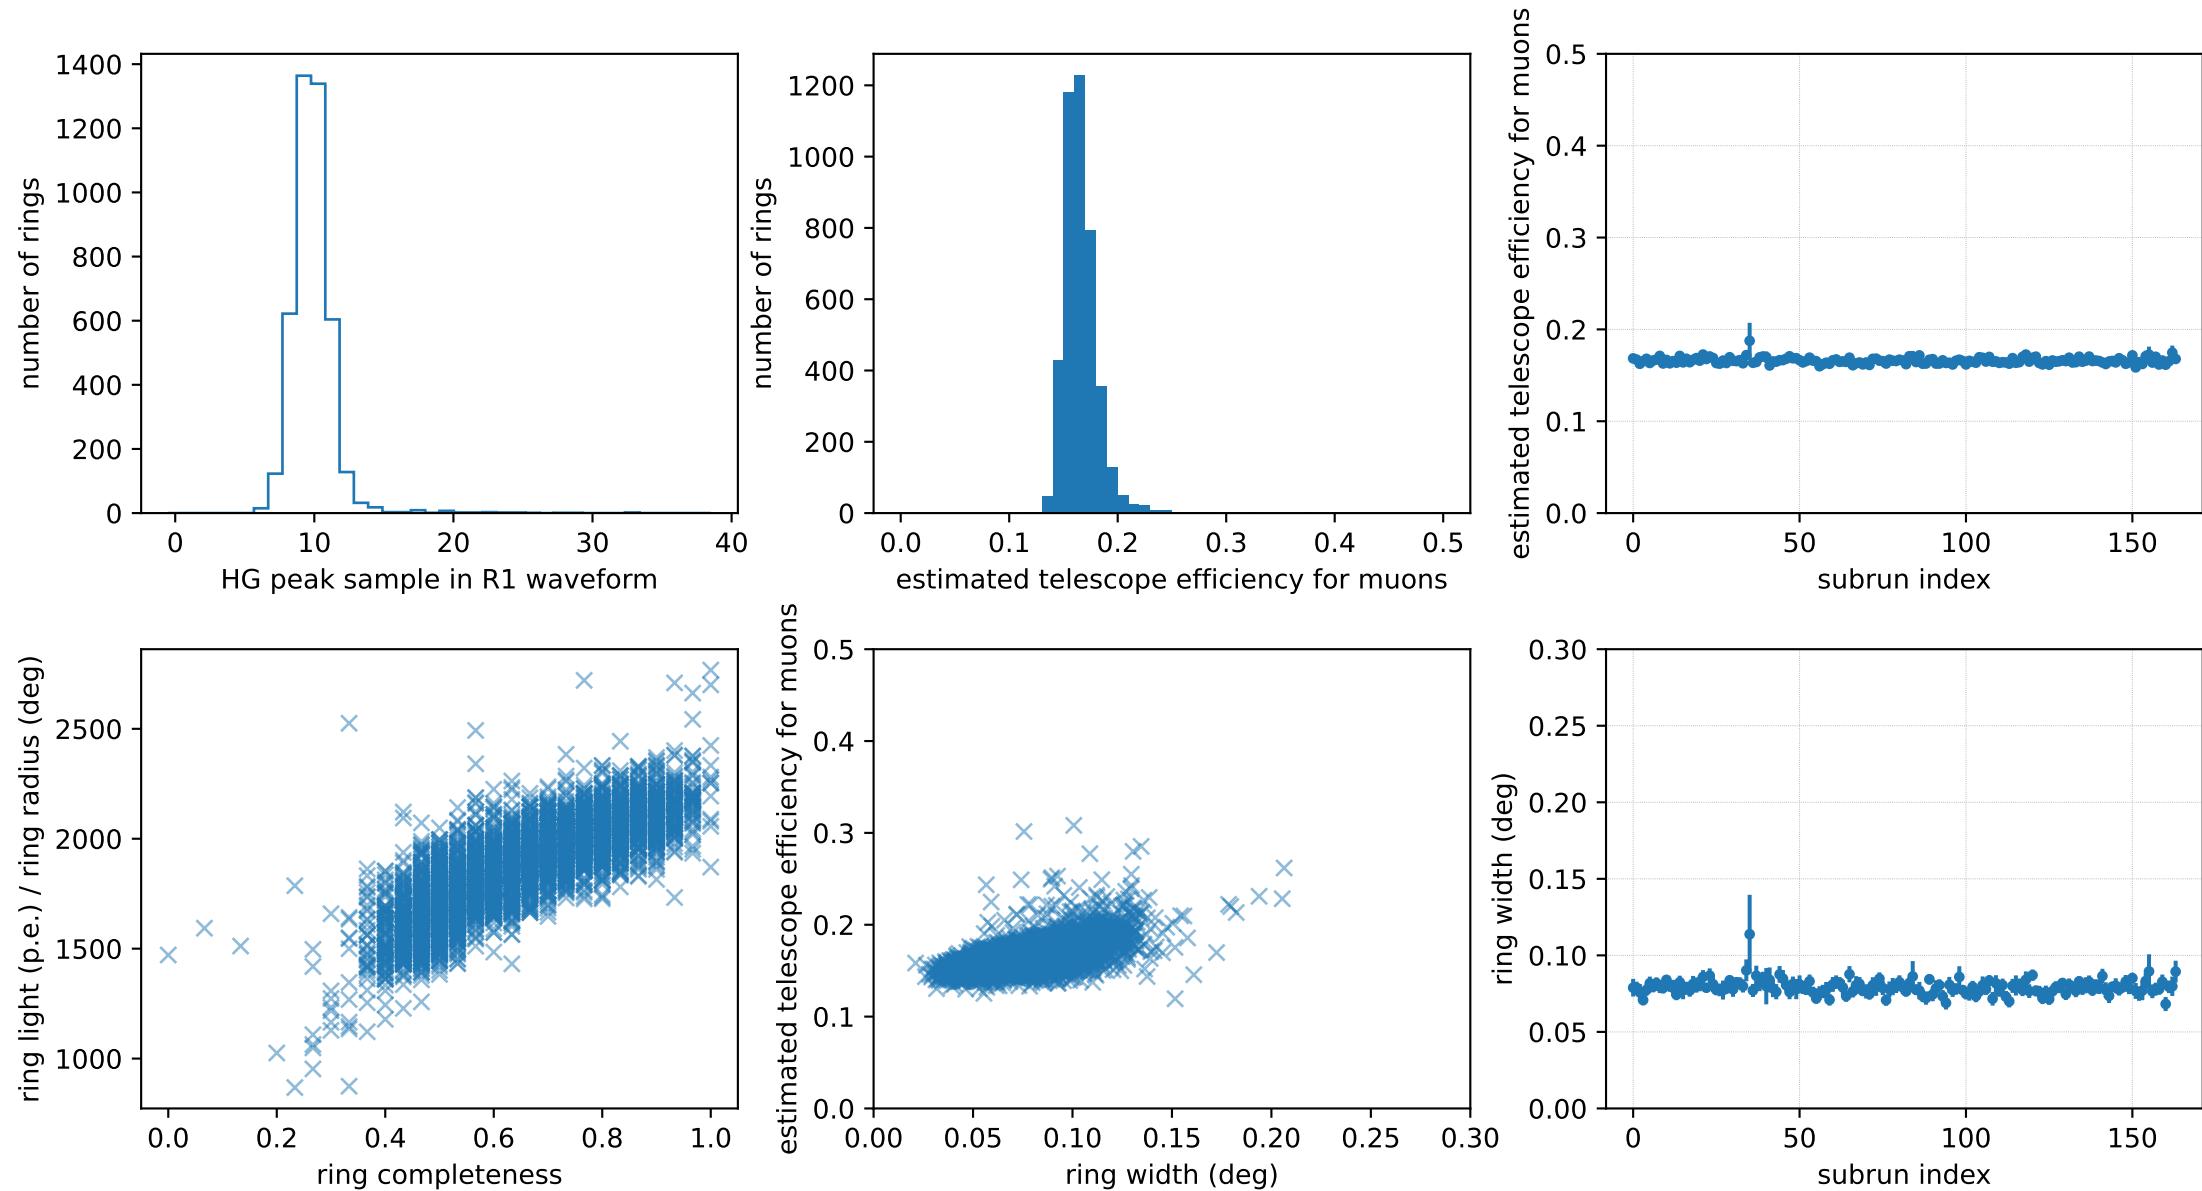 1400
1200
1000
800
600
400
200
0
number of rings
0 10 20 30 40
HG peak sample in R1 waveform
1200
1000
800
600
400
200
0
number of rings
0.0 0.1 0.2 0.3 0.4 0.5
estimated telescope efficiency for muons
0.5
0.4
0.3
0.2
0.1
0.0
estimated telescope efficiency for muons
0 50 100 150
subrun index
2500
2000
1500
1000
ring light (p.e.) / ring radius (deg)
0.0 0.2 0.4 0.6 0.8 1.0
ring completeness
0.5
0.4
0.3
0.2
0.1
0.0
estimated telescope efficiency for muons
0.00 0.05 0.10 0.15 0.20 0.25 0.30
ring width (deg)
0.30
0.25
0.20
0.15
0.10
0.05
0.00
ring width (deg)
0 50 100 150
subrun index